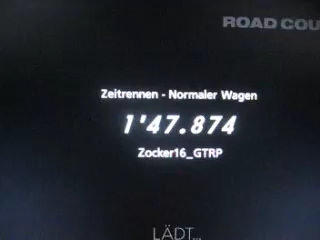 ROAD COU
Zeitrennen - Normaler Wagen
1'47.874
Zocker16_GTRP
LÄDT...